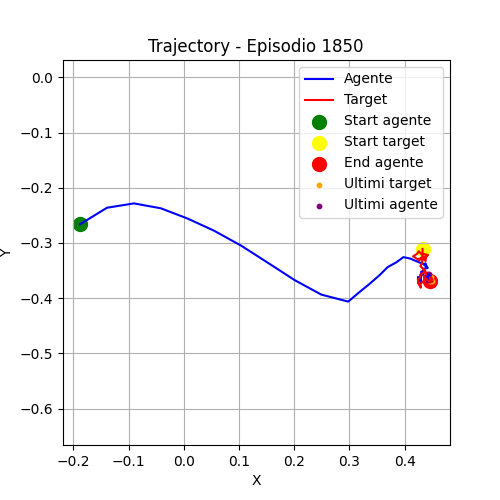 Trajectory - Episodio 1850
Agente
Target
Start agente
Start target
End agente
Ultimi target
Ultimi agente
0.0
−0.1
−0.2
−0.3
−0.4
−0.5
−0.6
Y
−0.2
−0.1
0.0
0.1
0.2
0.3
0.4
X